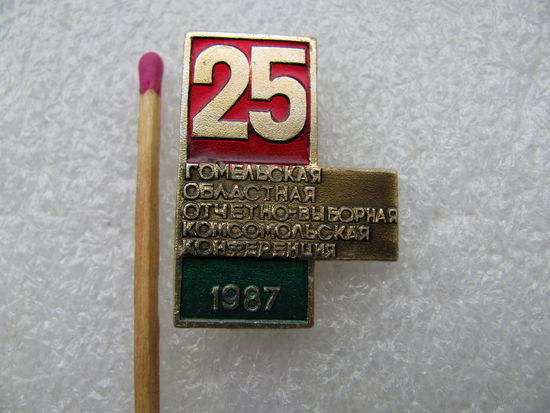 25
ГОМЕЛЬСКАЯ
ОБЛАСТНАЯ
ОТЧЕТНО-ВЫБОРНАЯ
КОМСОМОЛЬСКАЯ
КОНФЕРЕНЦИЯ
1987